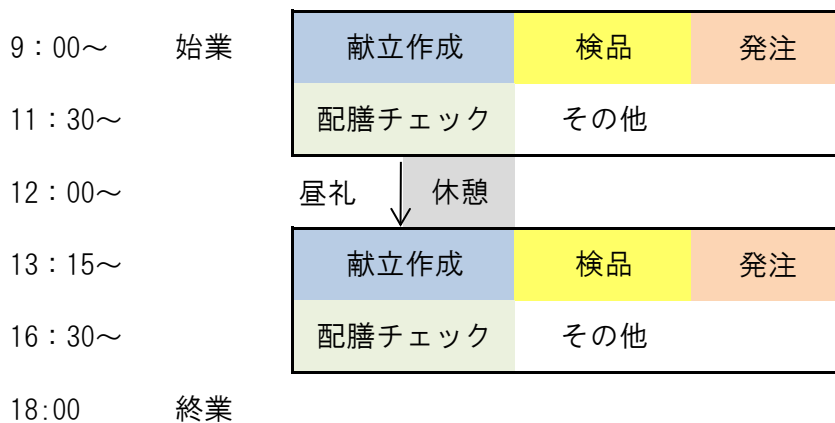 9：00～ 始業 献立作成 検品 発注
11：30～ 配膳チェック その他
12：00～ 昼礼 休憩
13：15～ 献立作成 検品 発注
16：30～ 配膳チェック その他
18:00 終業